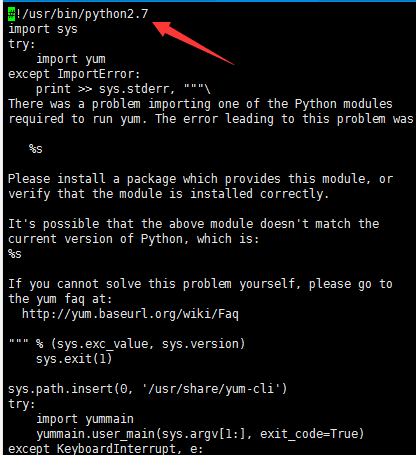 #!/usr/bin/python2.7
import sys
try:
    import yum
except ImportError:
    print >> sys.stderr, """\
There was a problem importing one of the Python modules
required to run yum. The error leading to this problem was
   %s
Please install a package which provides this module, or
verify that the module is installed correctly.
It's possible that the above module doesn't match the
current version of Python, which is:
%s
If you cannot solve this problem yourself, please go to
the yum faq at:
  http://yum.baseurl.org/wiki/Faq
""" % (sys.exc_value, sys.version)
    sys.exit(1)
sys.path.insert(0, '/usr/share/yum-cli')
try:
    import yummain
    yummain.user_main(sys.argv[1:], exit_code=True)
except KeyboardInterrupt, e: